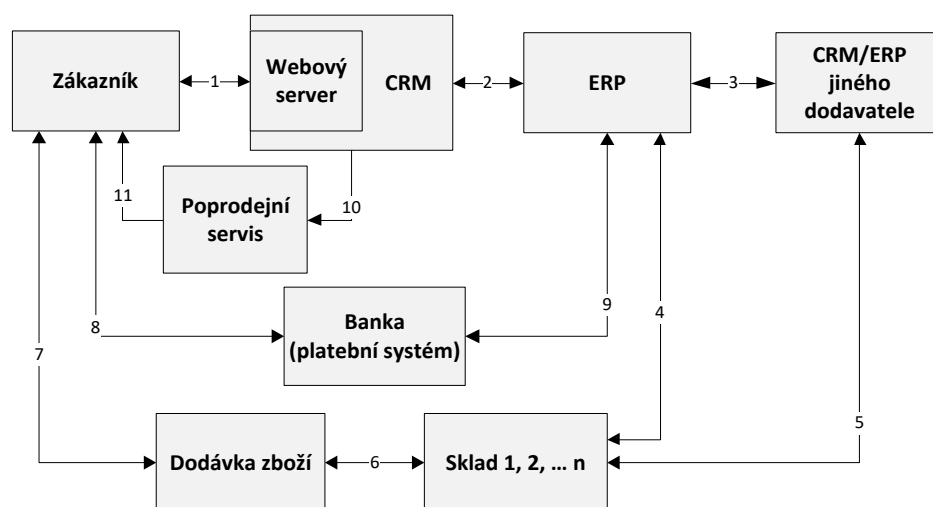 Zákazník
1
Webový
server
CRM
2
ERP
3
CRM/ERP
jiného
dodavatele
11
Poprodejní
servis
10
8
Banka
(platební systém)
9
4
7
5
Dodávka zboží
6
Sklad 1, 2, … n